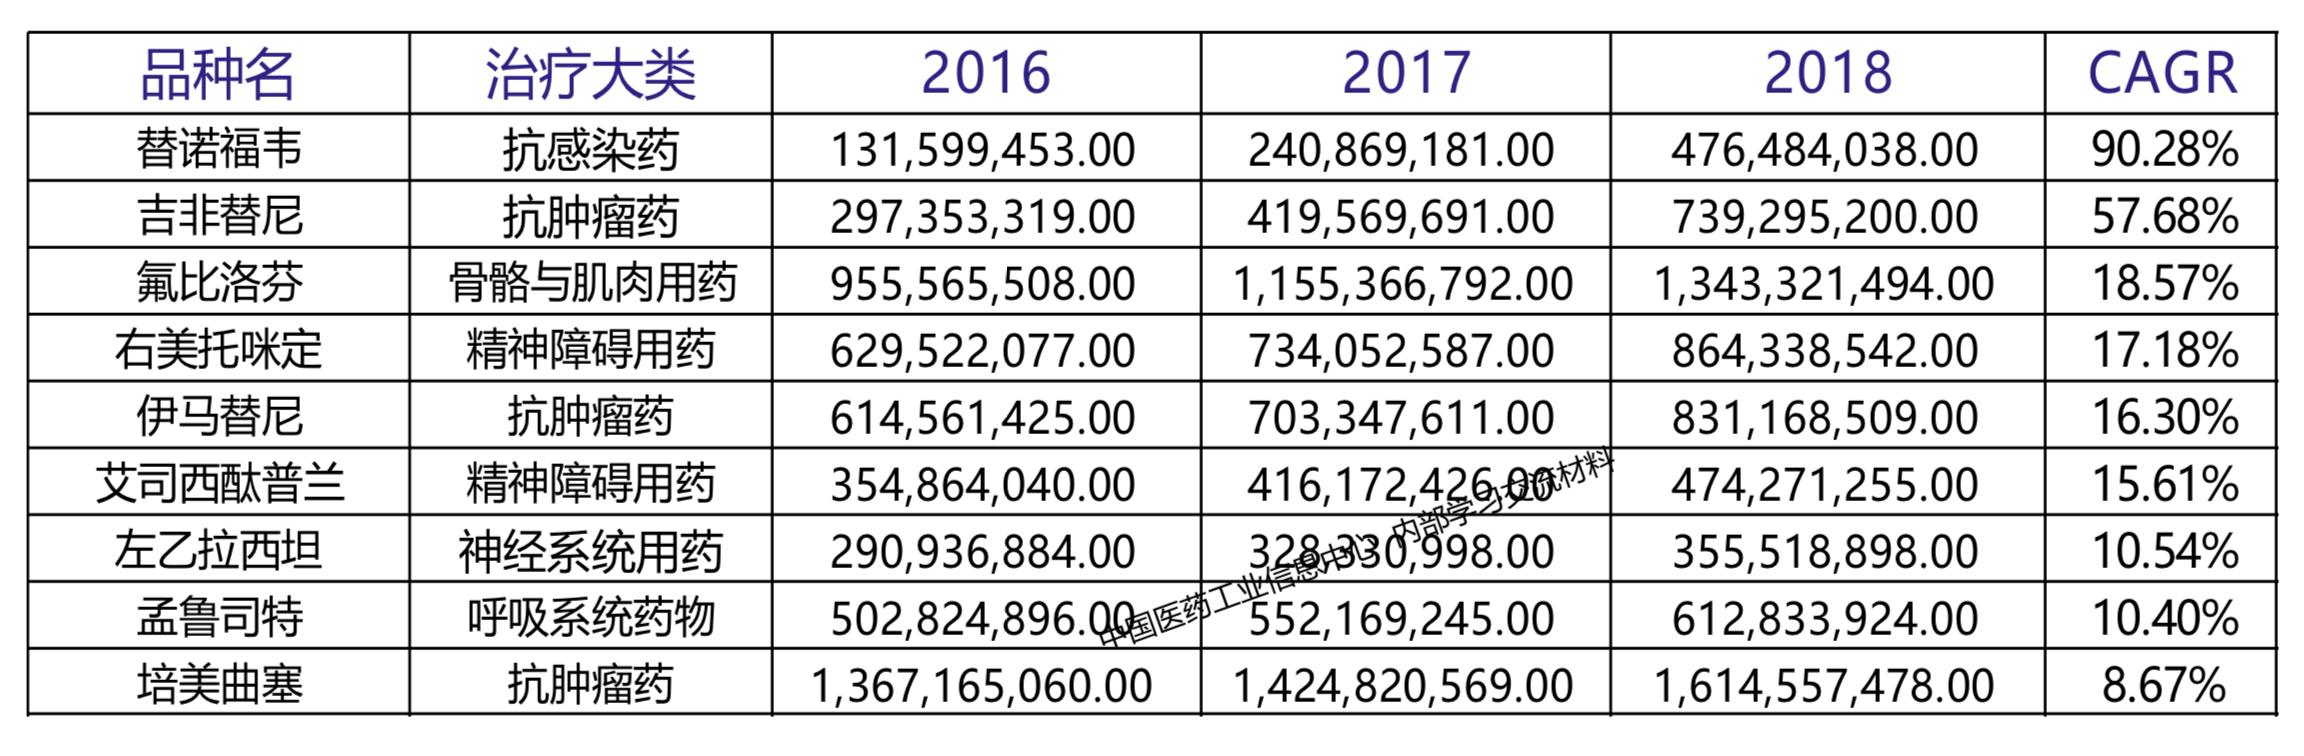 品种名 治疗大类 2016 2017 2018 CAGR
替诺福韦 抗感染药 131,599,453.00 240,869,181.00 476,484,038.00 90.28%
吉非替尼 抗肿瘤药 297,353,319.00 419,569,691.00 739,295,200.00 57.68%
氟比洛芬 骨骼与肌肉用药 955,565,508.00 1,155,366,792.00 1,343,321,494.00 18.57%
右美托咪定 精神障碍用药 629,522,077.00 734,052,587.00 864,338,542.00 17.18%
伊马替尼 抗肿瘤药 614,561,425.00 703,347,611.00 831,168,509.00 16.30%
艾司西酞普兰 精神障碍用药 354,864,040.00 416,172,426.00 474,271,255.00 15.61%
左乙拉西坦 神经系统用药 290,936,884.00 328,330,998.00 355,518,898.00 10.54%
孟鲁司特 呼吸系统药物 502,824,896.00 552,169,245.00 612,833,924.00 10.40%
培美曲塞 抗肿瘤药 1,367,165,060.00 1,424,820,569.00 1,614,557,478.00 8.67%
中国医药工业信息中心 内部学习交流材料